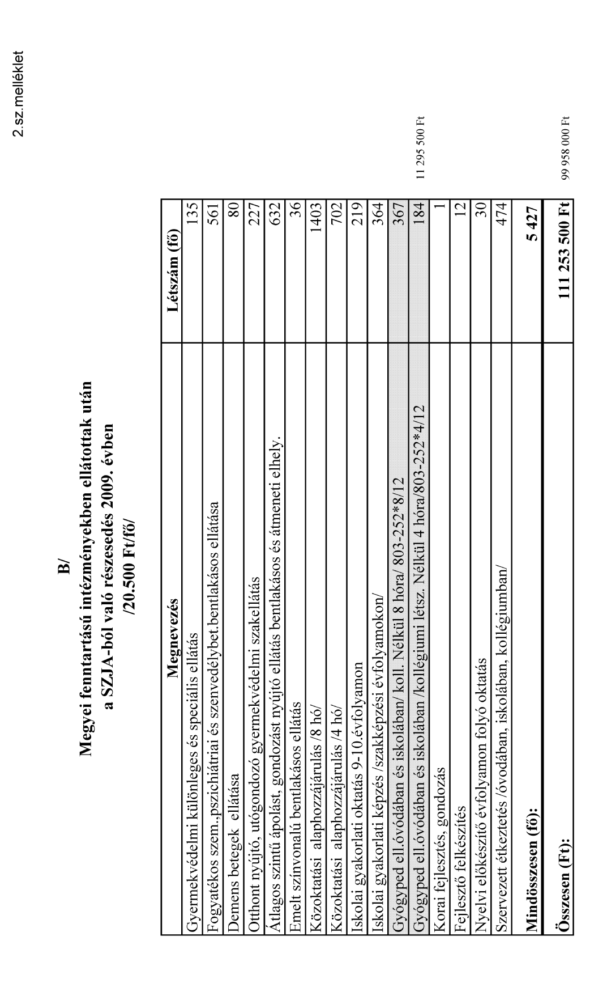 2.sz.melléklet
B/
Megyei fenntartású intézményekben ellátottak után
a SZJA-ból való részesedés 2009. évben
/20.500 Ft/fő/
Megnevezés Létszám (fő)
Gyermekvédelmi különleges és speciális ellátás 135
Fogyatékos szem.,pszichiátriai és szenvedélybet.bentlakásos ellátása 561
Demens betegek ellátása 80
Otthont nyújtó, utógondozó gyermekvédelmi szakellátás 227
Átlagos szintű ápolást, gondozást nyújtó ellátás bentlakásos és átmeneti elhely. 632
Emelt színvonalú bentlakásos ellátás 36
Közoktatási alaphozzájárulás /8 hó/ 1403
Közoktatási alaphozzájárulás /4 hó/ 702
Iskolai gyakorlati oktatás 9-10.évfolyamon 219
Iskolai gyakorlati képzés /szakképzési évfolyamokon/ 364
Gyógyped ell.óvódában és iskolában/ koll. Nélkül 8 hóra/ 803-252*8/12 367
Gyógyped ell.óvódában és iskolában /kollégiumi létsz. Nélkül 4 hóra/803-252*4/12 184 11 295 500 Ft
Korai fejlesztés, gondozás 1
Fejlesztő felkészítés 12
Nyelvi előkészítő évfolyamon folyó oktatás 30
Szervezett étkeztetés /óvodában, iskolában, kollégiumban/ 474
Mindösszesen (fő): 5 427
Összesen (Ft): 111 253 500 Ft 99 958 000 Ft